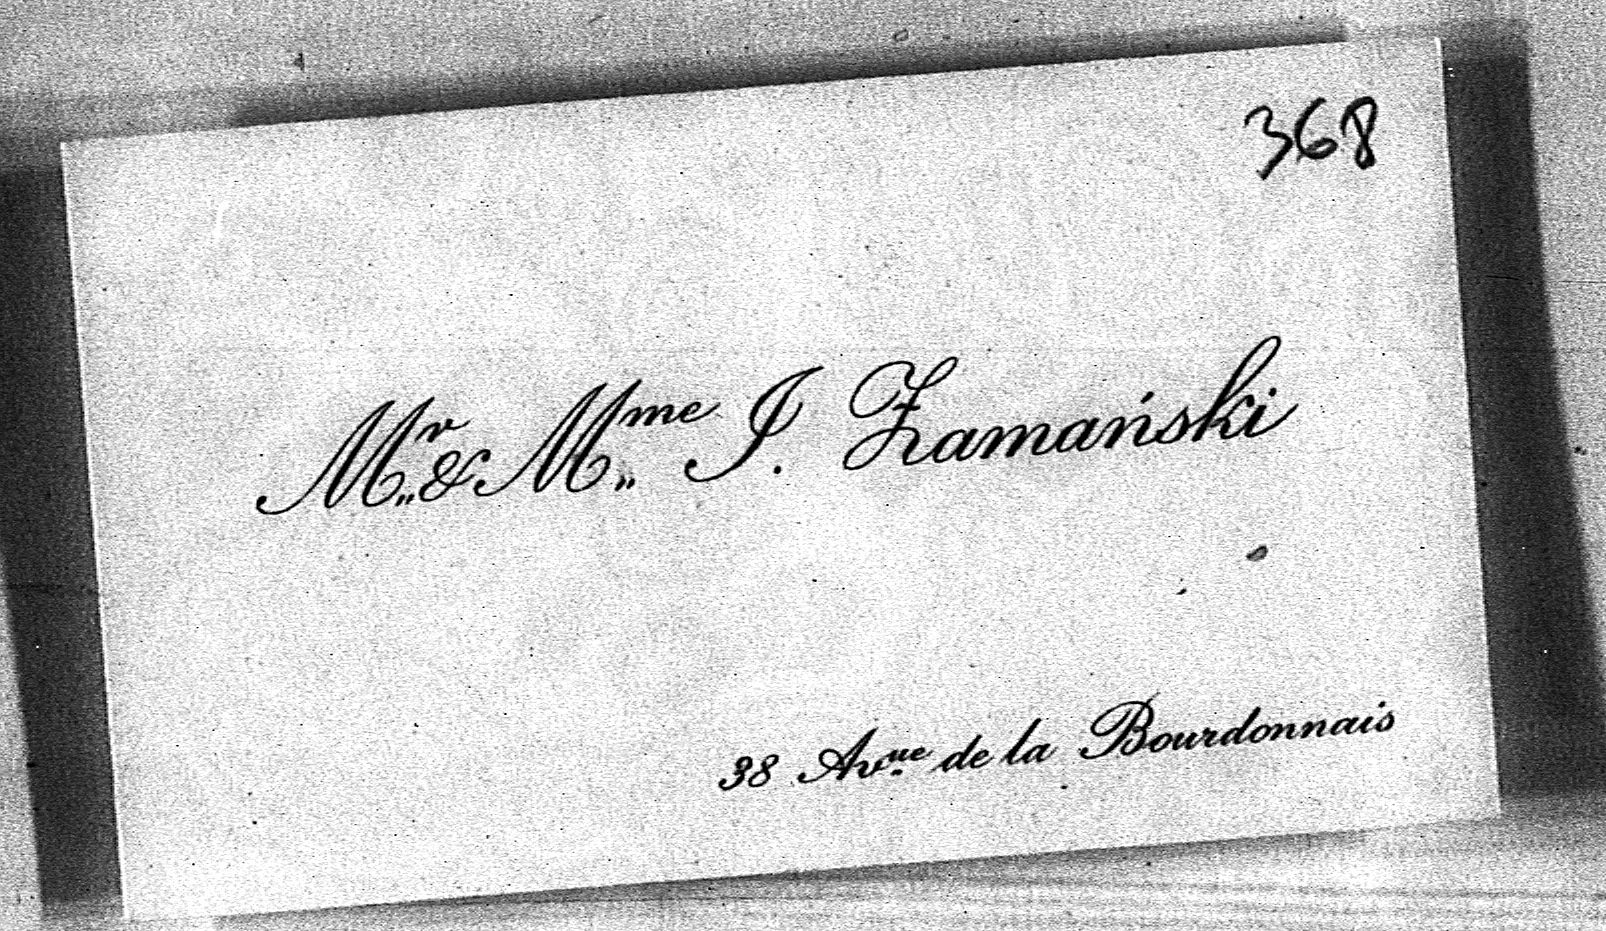 368
Mr & Mme J. Zamański
38 Avue de la Bourdonnais